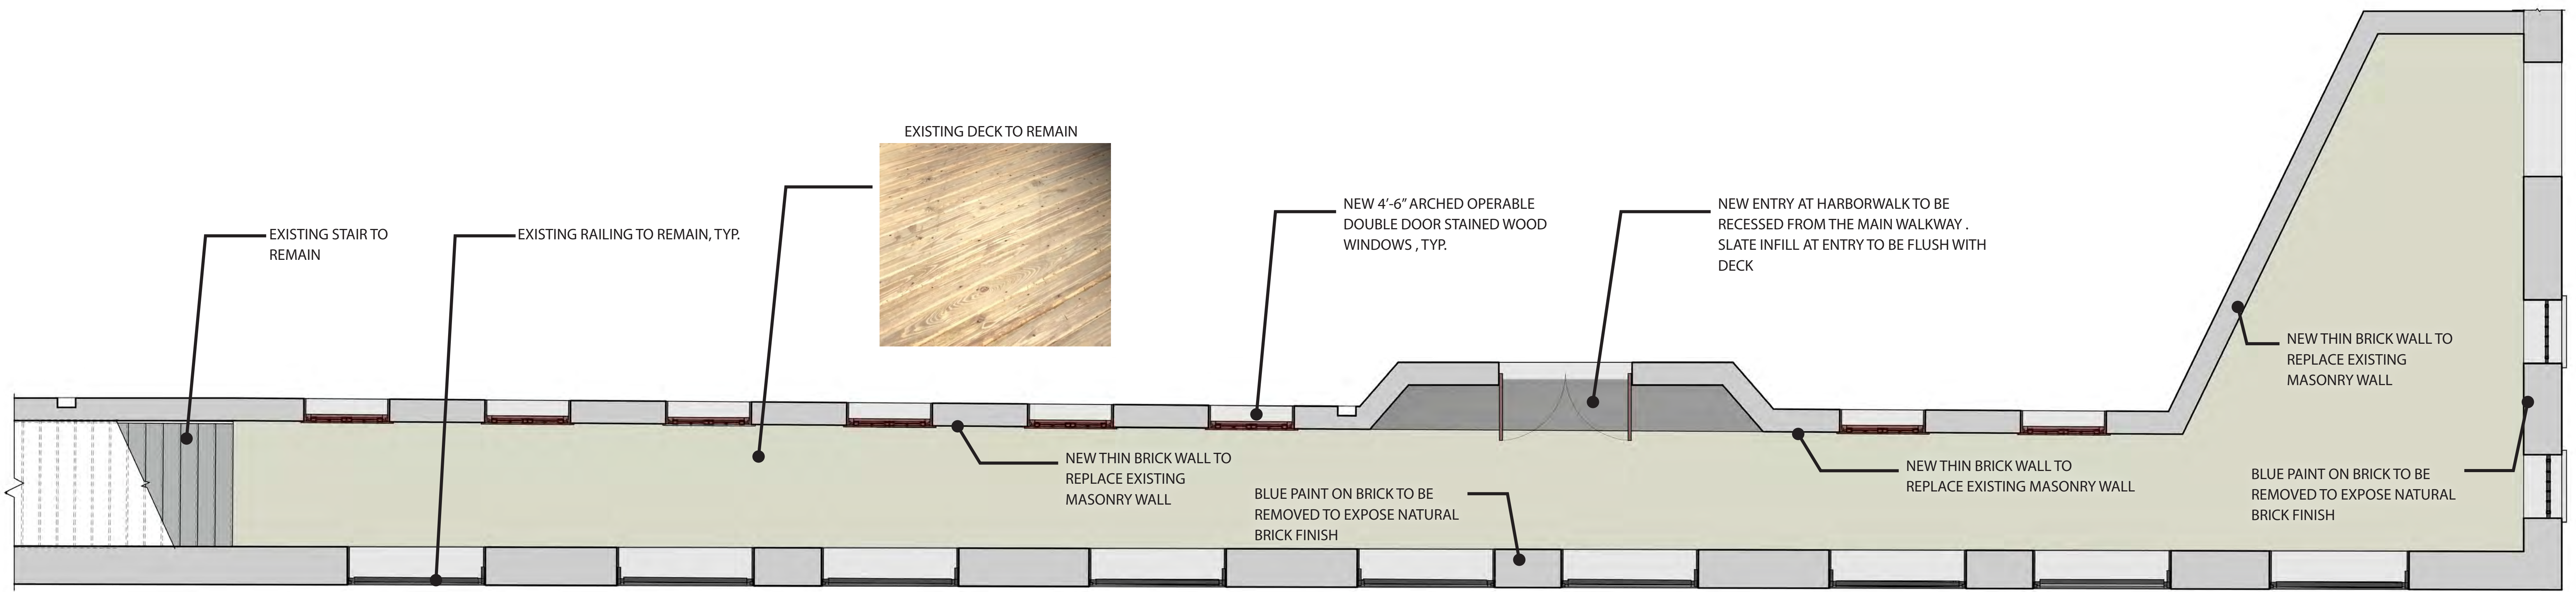 EXISTING DECK TO REMAIN
EXISTING STAIR TO
REMAIN
EXISTING RAILING TO REMAIN, TYP.
NEW 4'-6” ARCHED OPERABLE
DOUBLE DOOR STAINED WOOD
WINDOWS , TYP.
NEW ENTRY AT HARBORWALK TO BE
RECESSED FROM THE MAIN WALKWAY .
SLATE INFILL AT ENTRY TO BE FLUSH WITH
DECK
NEW THIN BRICK WALL TO
REPLACE EXISTING
MASONRY WALL
NEW THIN BRICK WALL TO
REPLACE EXISTING
MASONRY WALL
BLUE PAINT ON BRICK TO BE
REMOVED TO EXPOSE NATURAL
BRICK FINISH
NEW THIN BRICK WALL TO
REPLACE EXISTING MASONRY WALL
BLUE PAINT ON BRICK TO BE
REMOVED TO EXPOSE NATURAL
BRICK FINISH